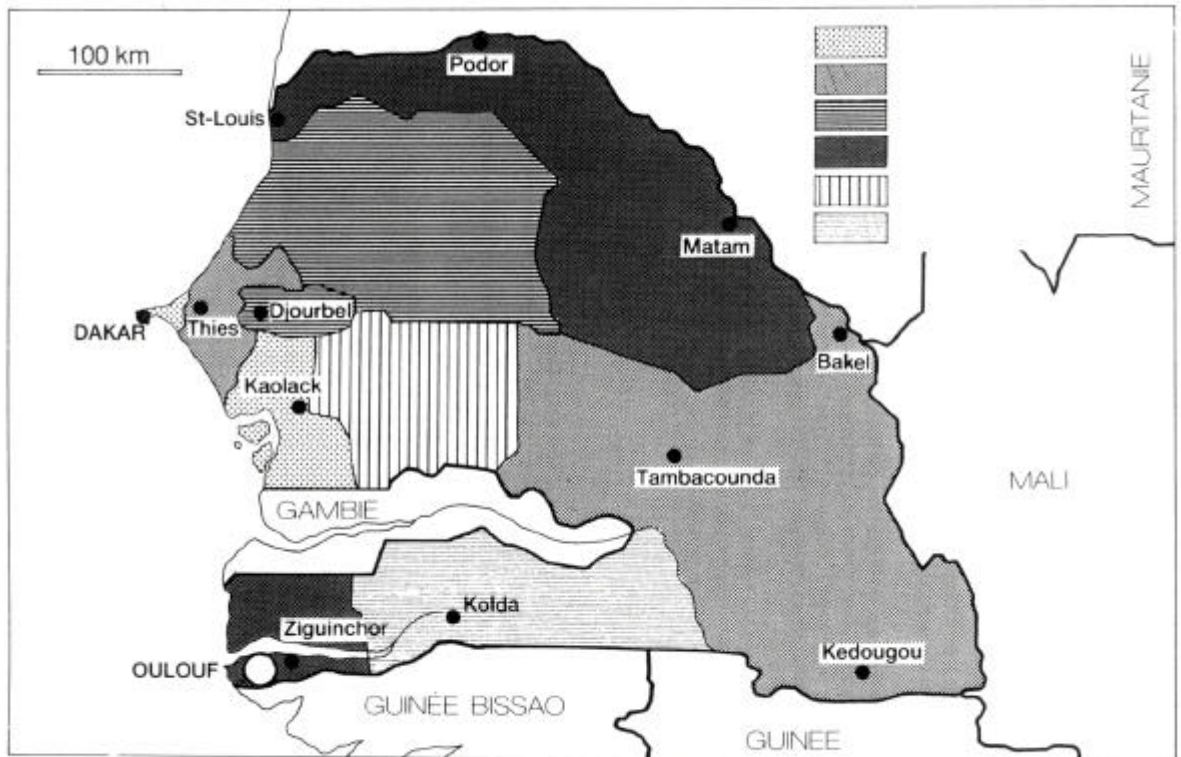 100 km
Podor
St-Louis
MAURITANIE
Matam
DAKAR
Thies
Djourbel
Bakel
Kaolack
Tambacounda
MALI
GAMBIE
Kolda
Ziguinchor
OULOUF
Kedougou
GUINÉE BISSAO
GUINEE